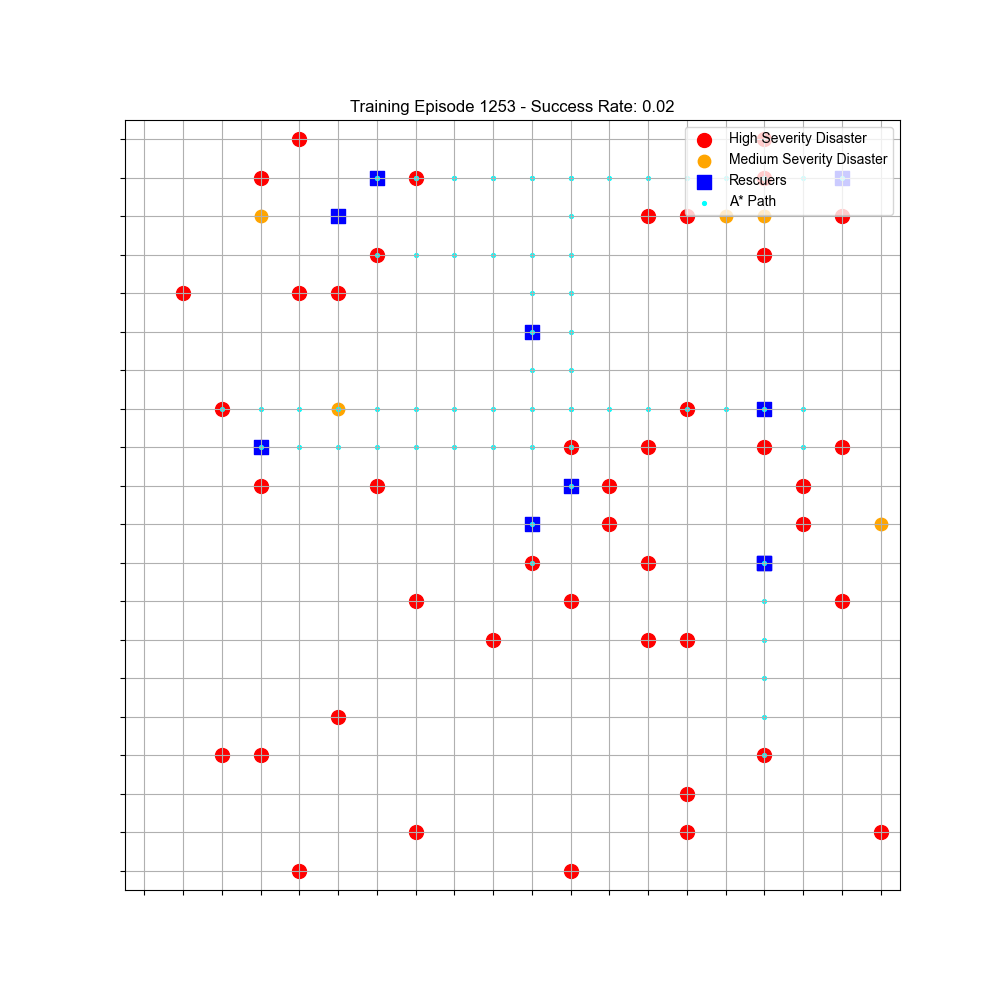 Training Episode 1253 - Success Rate: 0.02
High Severity Disaster
Medium Severity Disaster
Rescuers
A* Path